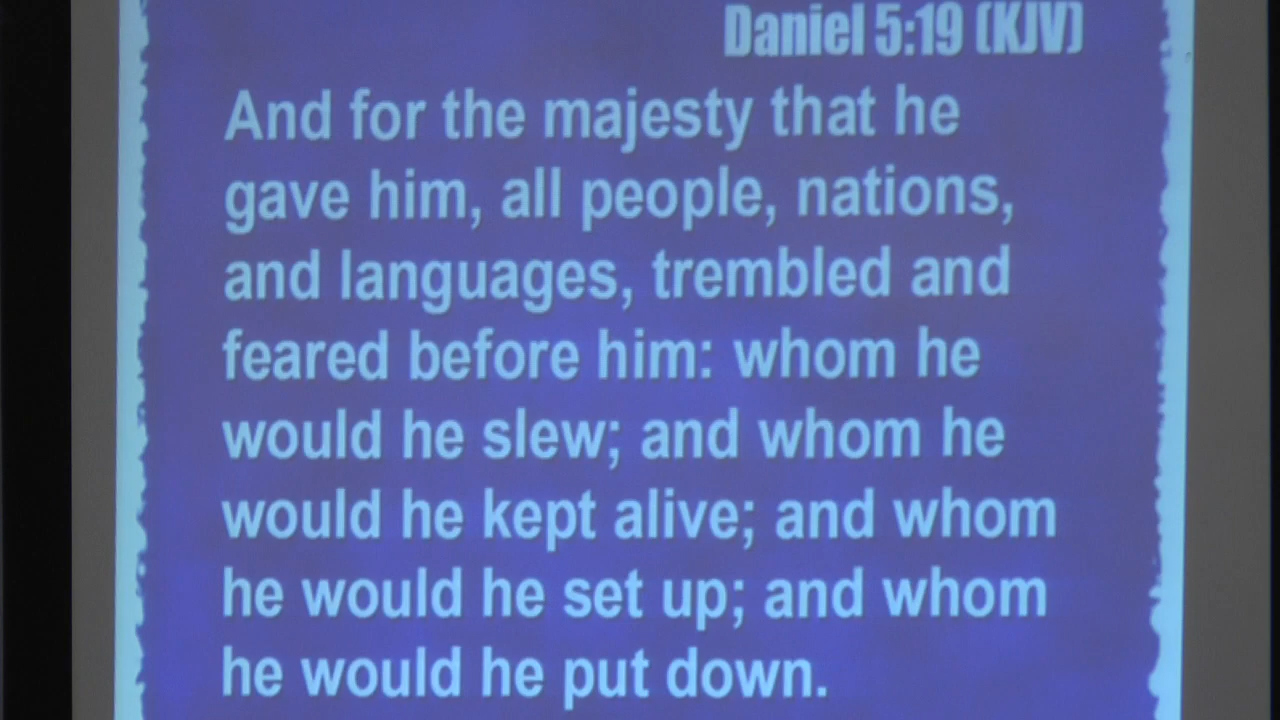 Daniel 5:19 (KJV)
And for the majesty that he
gave him, all people, nations,
and languages, trembled and
feared before him: whom he
would he slew; and whom he
would he kept alive; and whom
he would he set up; and whom
he would he put down.